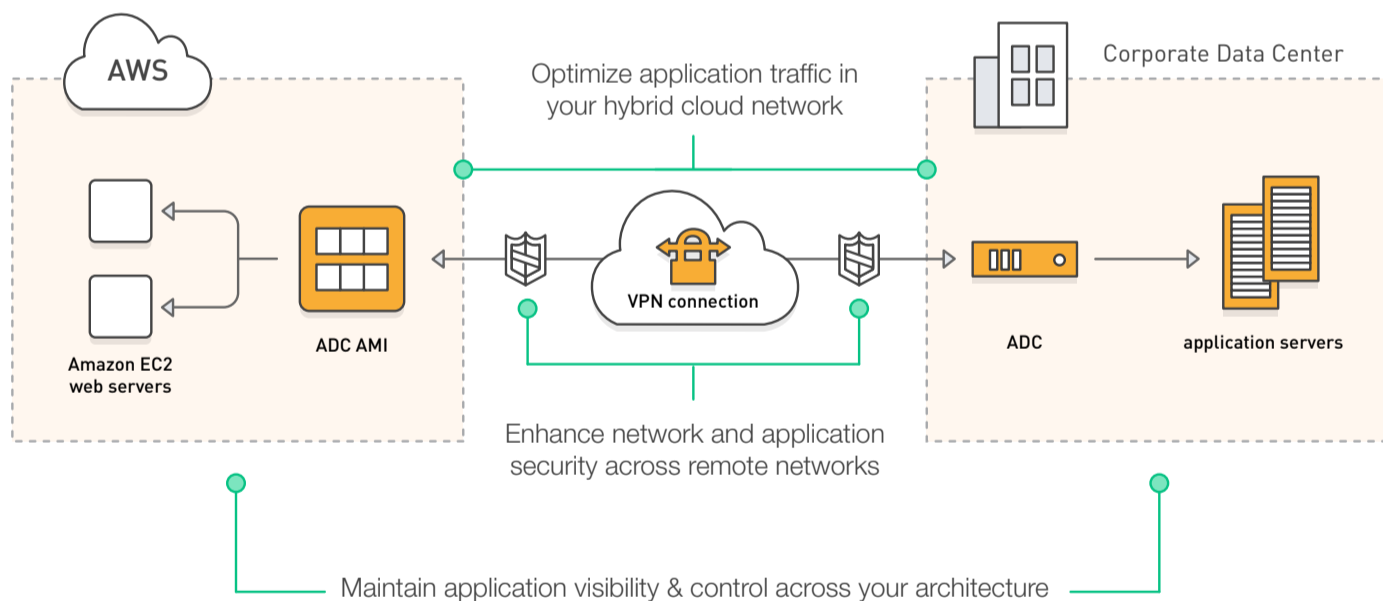 AWS
Corporate Data Center
Optimize application traffic in
your hybrid cloud network
VPN connection
Amazon EC2
web servers
ADC AMI
ADC
application servers
Enhance network and application
security across remote networks
Maintain application visibility & control across your architecture